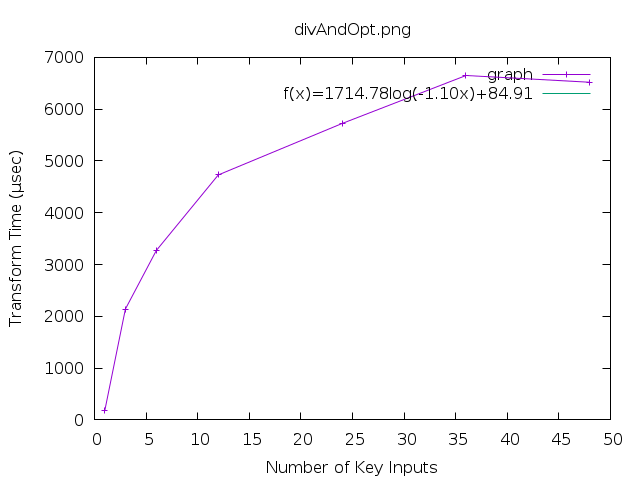 divAndOpt.png
7000
6000
5000
4000
3000
2000
1000
0
Transform Time (µsec)
graph
f(x)=1714.78log(-1.10x)+84.91
0 5 10 15 20 25 30 35 40 45 50
Number of Key Inputs